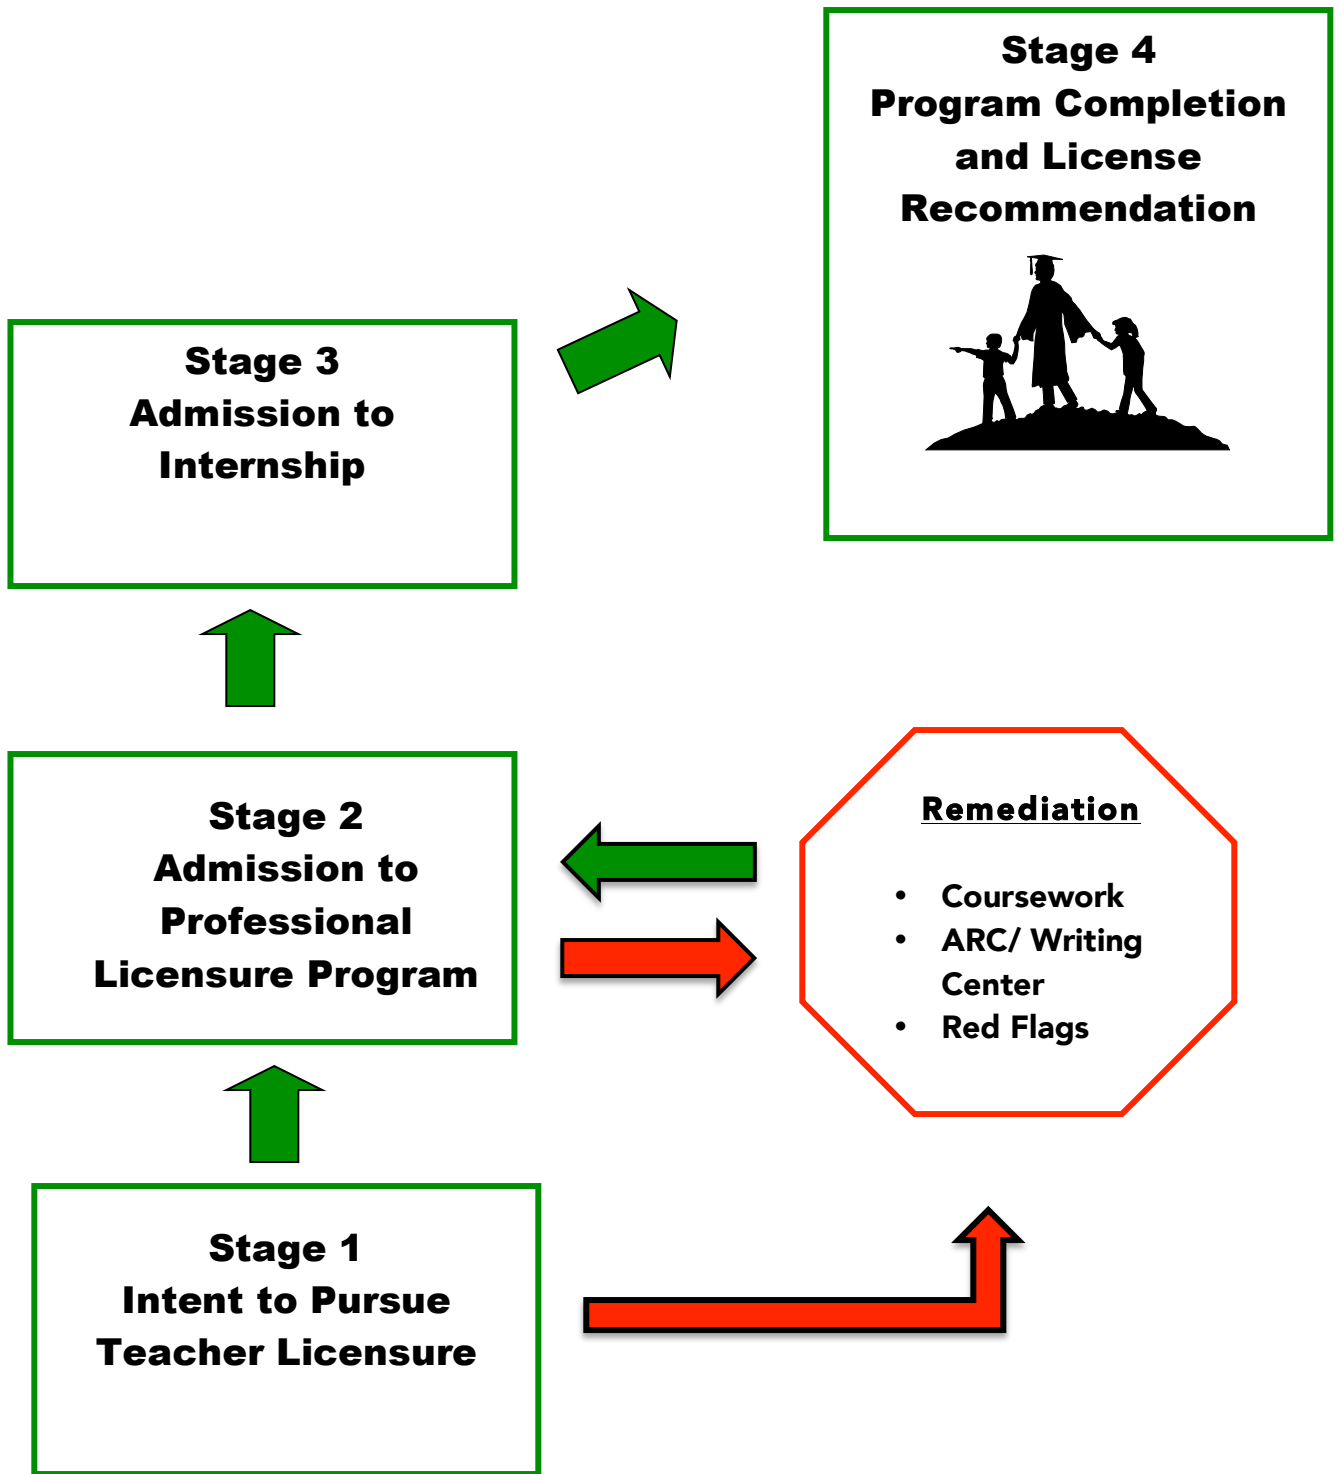 Stage 4
Program Completion
and License
Recommendation
Stage 3
Admission to
Internship
Stage 2
Admission to
Professional
Licensure Program
Remediation
• Coursework
• ARC/ Writing
Center
• Red Flags
Stage 1
Intent to Pursue
Teacher Licensure